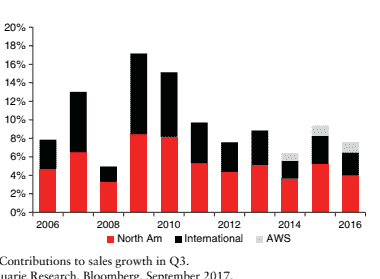 20%
18%
16%
14%
12%
10%
8%
6%
4%
2%
0%
2006 2008 2010 2012 2014 2016
North Am International AWS
Contributions to sales growth in Q3.
Research, Bloomberg, September 2017.